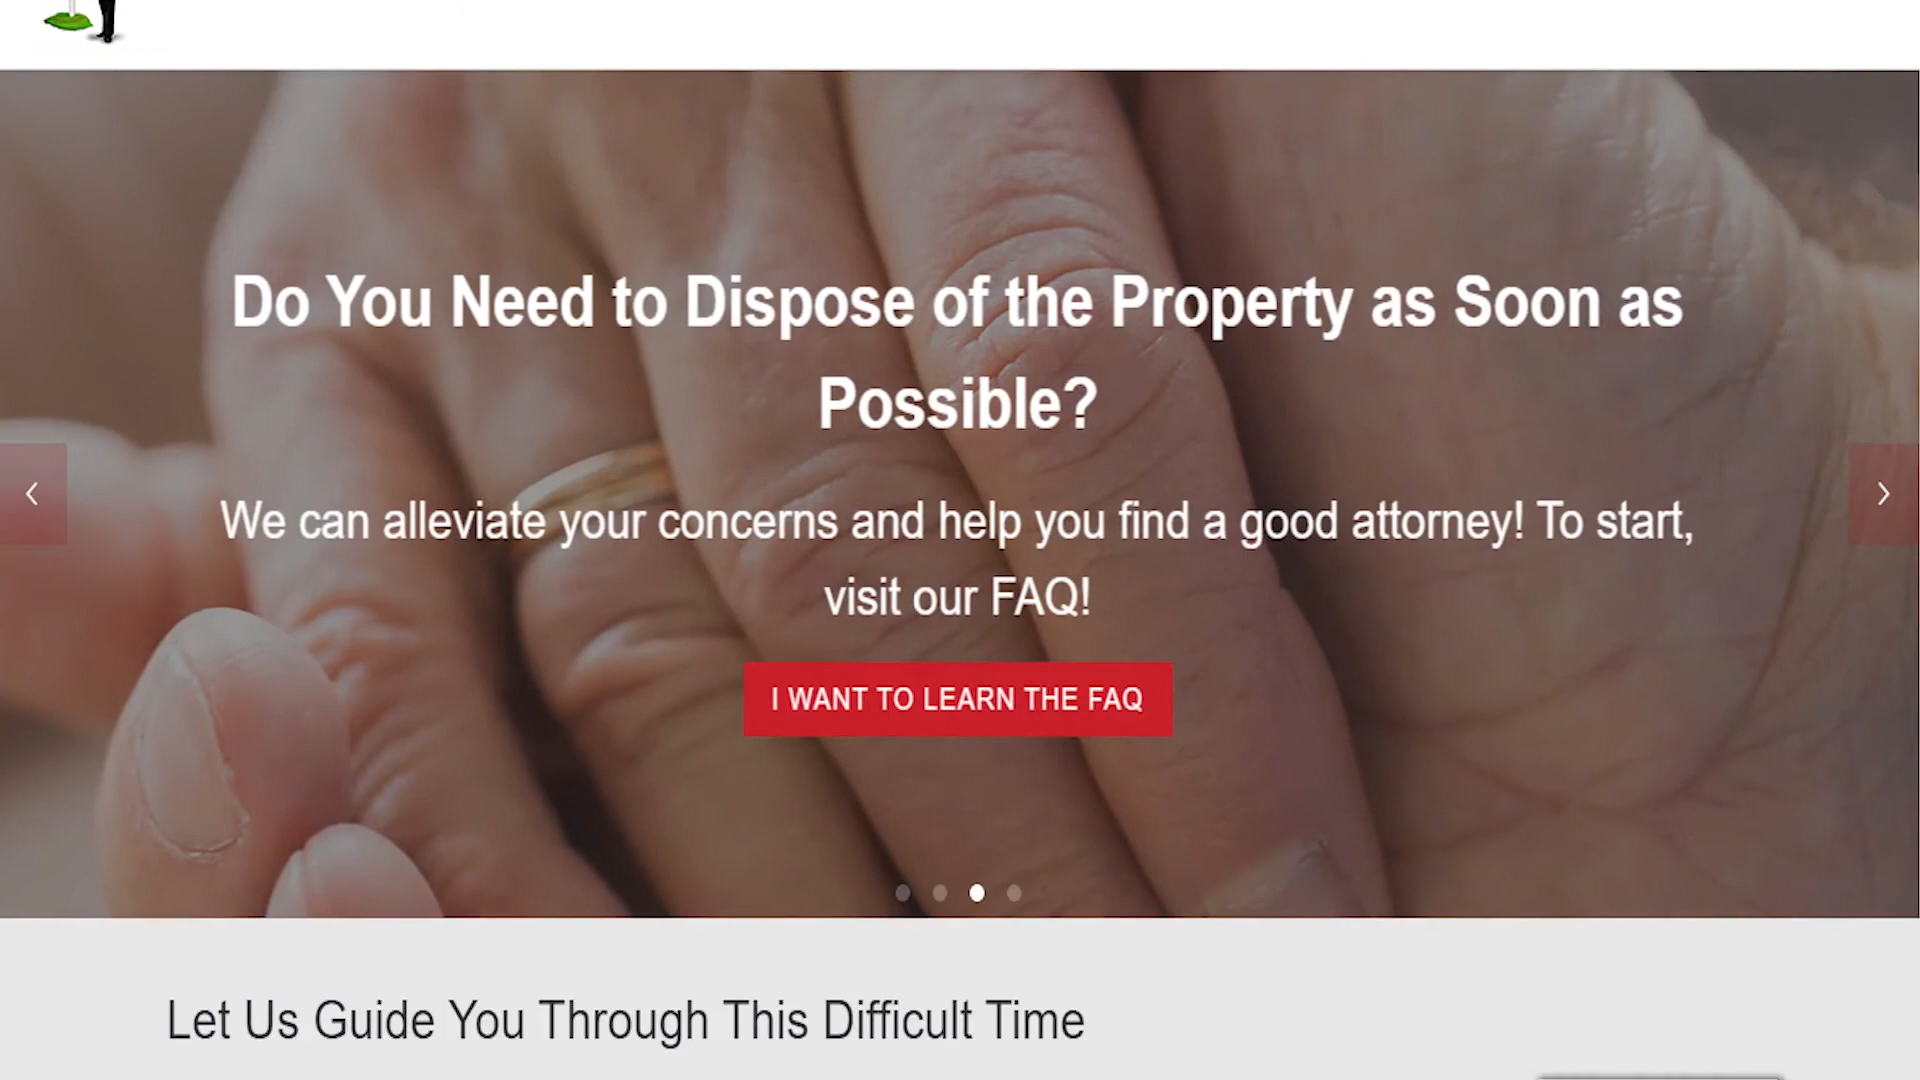 Do You Need to Dispose of the Property as Soon as
Possible?
We can alleviate your concerns and help you find a good attorney! To start,
visit our FAQ!
I WANT TO LEARN THE FAQ
Let Us Guide You Through This Difficult Time